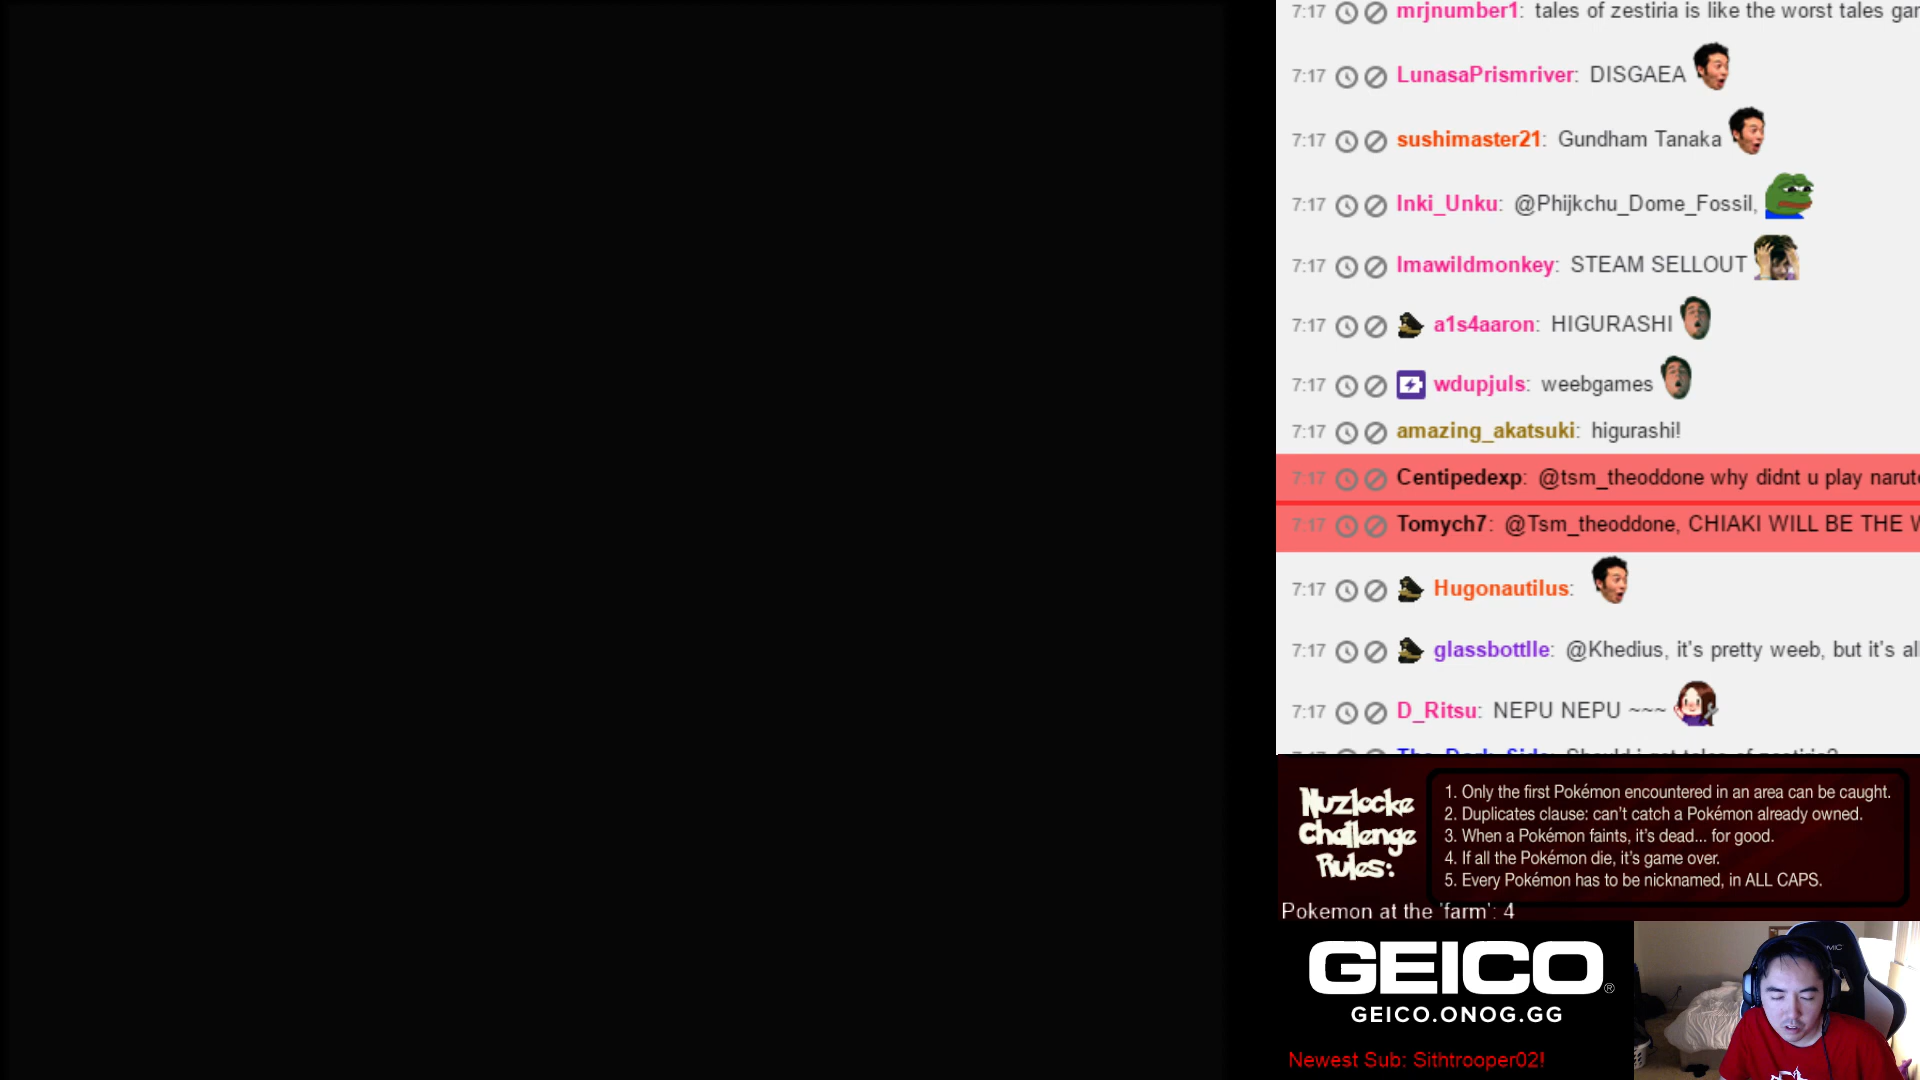 7:17 mrjnumber1: tales of zestiria is like the worst tales gar
7:17 LunasaPrismriver: DISGAEA
7:17 sushimaster21: Gundham Tanaka
7:17 Inki_Unku: @Phijkchu_Dome_Fossil,
7:17 Imawildmonkey: STEAM SELLOUT
7:17 a1s4aaron: HIGURASHI
7:17 wdupjuls: weebgames
7:17 amazing_akatsuki: higurashi!
7:17 Centipedexp: @tsm_theoddone why didnt u play narut
7:17 Tomych7: @Tsm_theoddone, CHIAKI WILL BE THE
7:17 Hugonautilus:
7:17 glassbottlle: @Khedius, it's pretty weeb, but it's al
7:17 D_Ritsu: NEPU NEPU ~~~
The_Dark_Side: Should i get tales of zestiria?
Nuzlocke Challenge Rules:
1. Only the first Pokémon encountered in an area can be caught.
2. Duplicates clause: can't catch a Pokémon already owned.
3. When a Pokémon faints, it's dead... for good.
4. If all the Pokémon die, it's game over.
5. Every Pokémon has to be nicknamed, in ALL CAPS.
Pokemon at the 'farm': 4
GEICO®
GEICO.ONOG.GG
Newest Sub: Sithtrooper02!